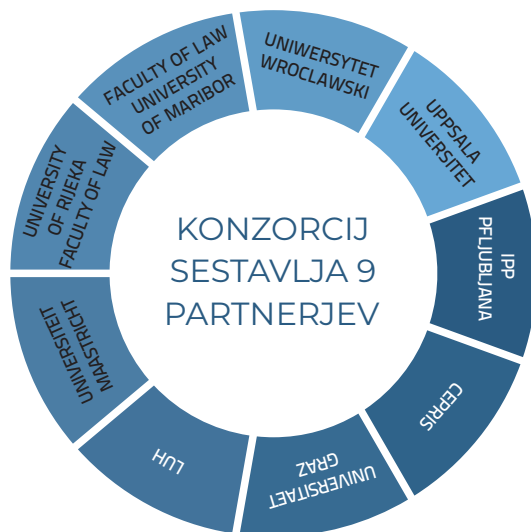 KONZORCIJ
SESTAVLJA 9
PARTNERJEV
UNIWERSYTET
WROCLAWSKI
UPPSALA
UNIVERSITET
IPP
PFLJUBLJANA
CEPRIS
UNIVERSITAET
GRAZ
LUH
UNIVERSITEIT
MAASTRICHT
UNIVERSITY
OF RIJEKA
FACULTY OF LAW
FACULTY OF LAW
UNIVERSITY
OF MARIBOR